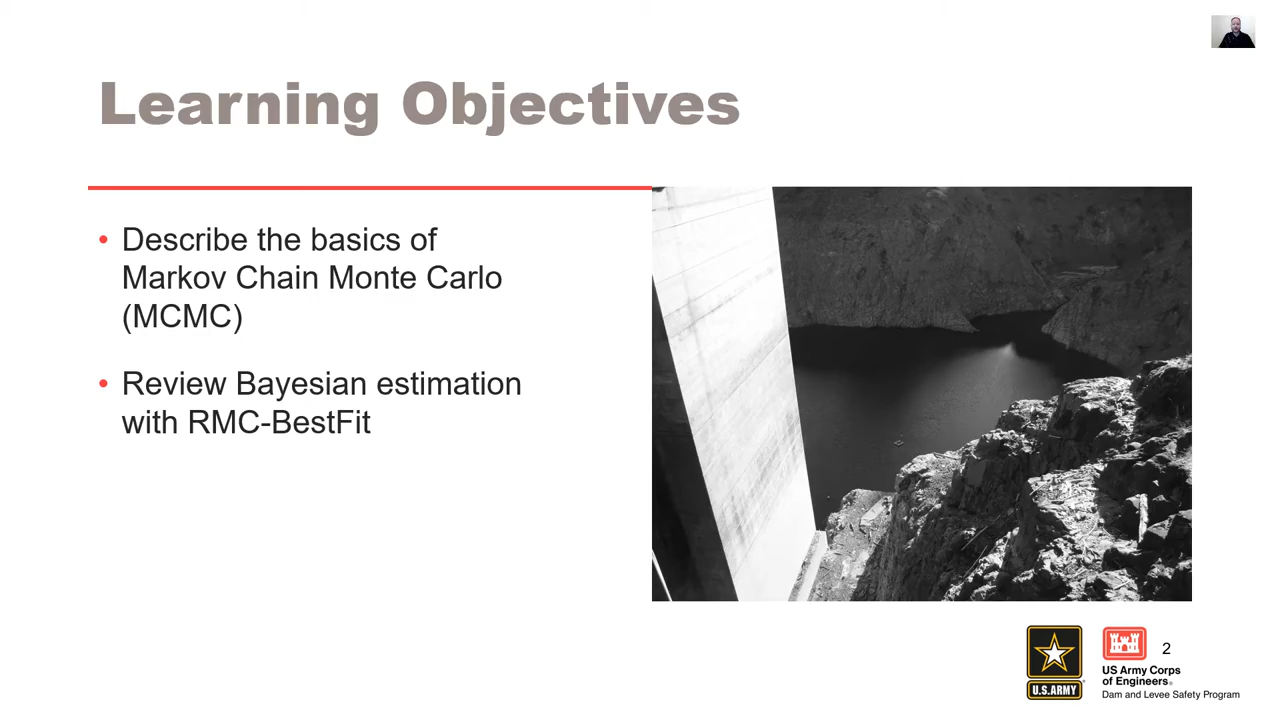 Learning Objectives
• Describe the basics of
Markov Chain Monte Carlo
(MCMC)
• Review Bayesian estimation
with RMC-BestFit
U.S.ARMY
2
US Army Corps
of Engineers®
Dam and Levee Safety Program